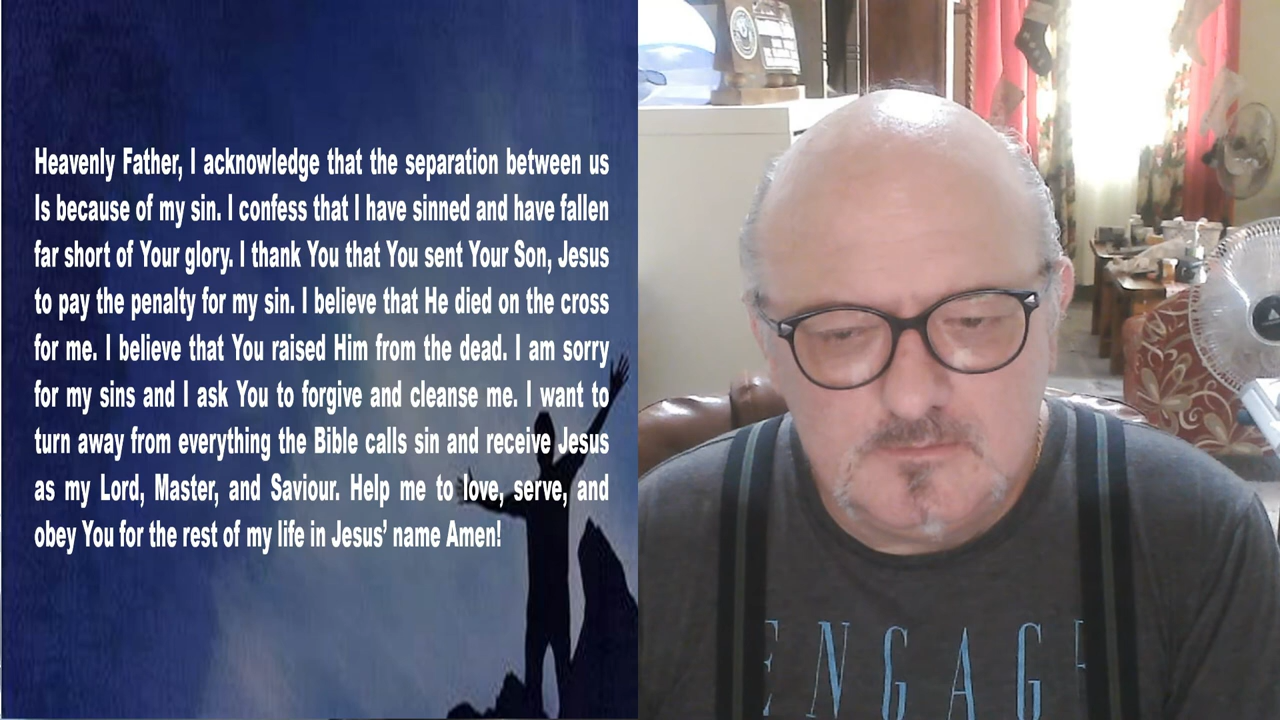 Heavenly Father, I acknowledge that the separation between us
Is because of my sin. I confess that I have sinned and have fallen
far short of Your glory. I thank You that You sent Your Son, Jesus
to pay the penalty for my sin. I believe that He died on the cross
for me. I believe that You raised Him from the dead. I am sorry
for my sins and I ask You to forgive and cleanse me. I want to
turn away from everything the Bible calls sin and receive Jesus
as my Lord, Master, and Saviour. Help me to love, serve, and
obey You for the rest of my life in Jesus’ name Amen!
ENGAGE